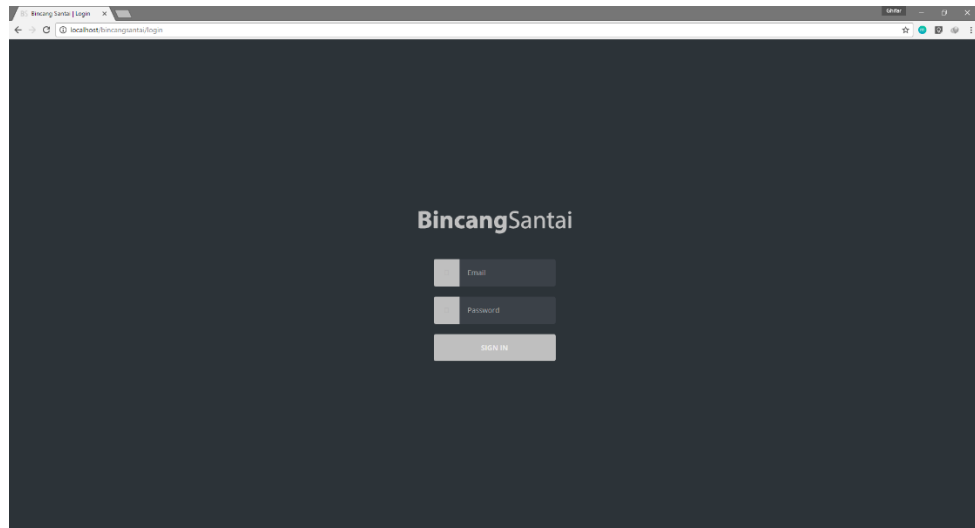 Bincang Santai | Login
localhost/bincangsantai/login
BincangSantai
Email
Password
SIGN IN